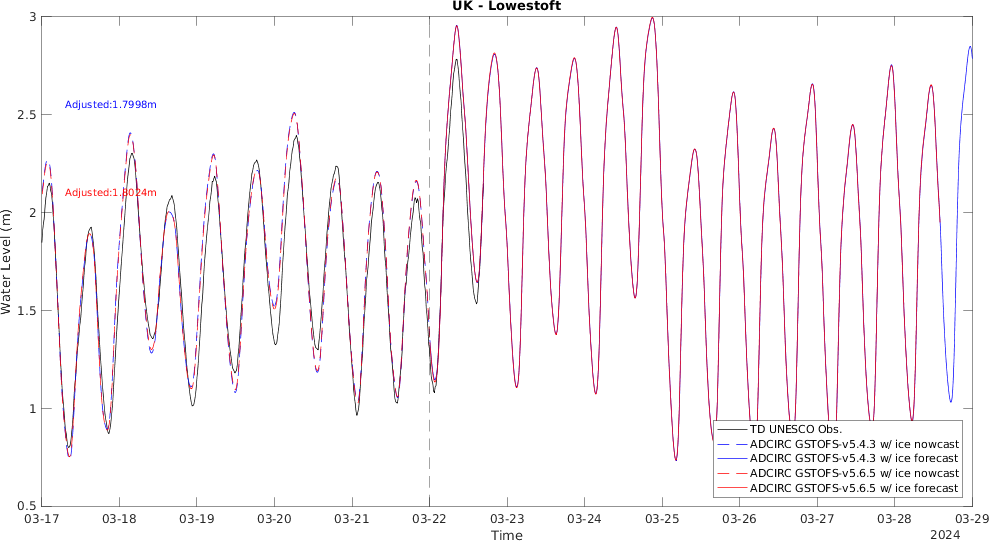 UK - Lowestoft
3
2.5
2
1.5
1
0.5
Water Level (m)
Adjusted:1.7998m
Adjusted:1.8024m
TD UNESCO Obs.
ADCIRC GSTOFS-v5.4.3 w/ ice nowcast
ADCIRC GSTOFS-v5.4.3 w/ ice forecast
ADCIRC GSTOFS-v5.6.5 w/ ice nowcast
ADCIRC GSTOFS-v5.6.5 w/ ice forecast
03-17 03-18 03-19 03-20 03-21 03-22 03-23 03-24 03-25 03-26 03-27 03-28 03-29
Time
2024